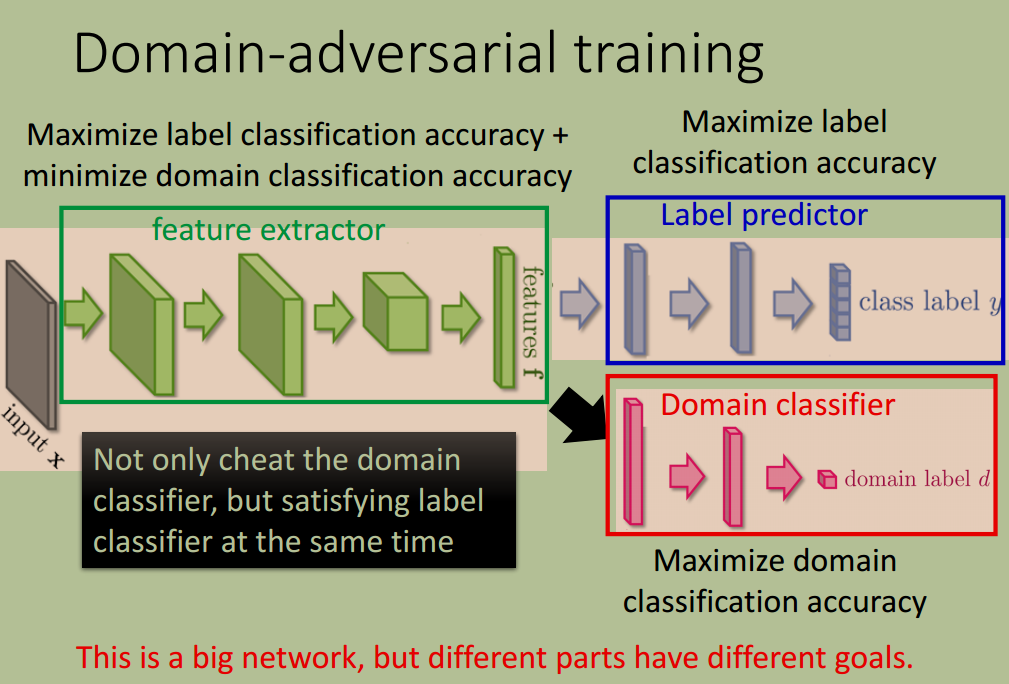 Domain-adversarial training
Maximize label classification accuracy +
minimize domain classification accuracy
Maximize label
classification accuracy
feature extractor
Label predictor
features f
class label y
input x
Domain classifier
domain label d
Not only cheat the domain
classifier, but satisfying label
classifier at the same time
Maximize domain
classification accuracy
This is a big network, but different parts have different goals.